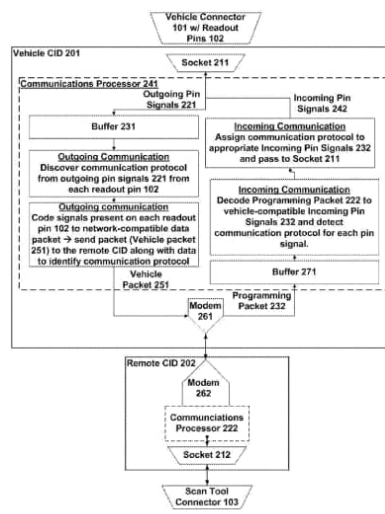 Vehicle Connector
101 w/ Readout
Pins 102
Vehicle CID 201
Socket 211
Communications Processor 241
Outgoing Pin
Signals 221
Incoming Pin
Signals 242
Buffer 231
Outgoing Communication
Discover communication protocol
from outgoing pin signals 221 from
each readout pin 102
Outgoing communication
Code signals present on each readout
pin 102 to network-compatible data
packet → send packet (Vehicle packet
251) to the remote CID along with data
to identify communication protocol
Incoming Communication
Assign communication protocol to
appropriate Incoming Pin Signals 232
and pass to Socket 211
Incoming Communication
Decode Programming Packet 222 to
vehicle-compatible Incoming Pin
Signals 232 and detect
communication protocol for each pin
signal.
Buffer 271
Vehicle
Packet 251
Modem
261
Programming
Packet 232
Remote CID 202
Modem
262
Communciations
Processor 222
Socket 212
Scan Tool
Connector 103